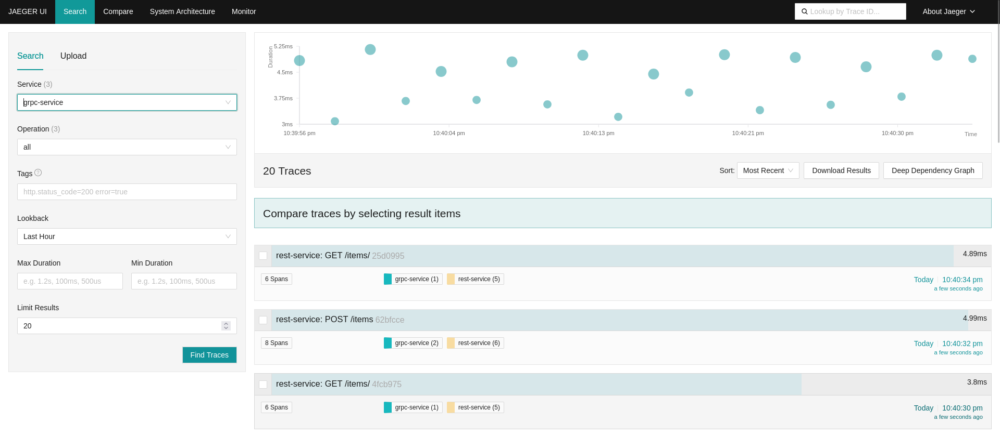 JAEGER UI Search Compare System Architecture Monitor Lookup by Trace ID... About Jaeger
Search Upload
Service (3)
grpc-service
Operation (3)
all
Tags ?
http.status_code=200 error=true
Lookback
Last Hour
Max Duration Min Duration
e.g. 1.2s, 100ms, 500us e.g. 1.2s, 100ms, 500us
Limit Results
20
Find Traces
Duration
5.25ms
4.5ms
3.75ms
3ms
10:39:56 pm 10:40:04 pm 10:40:13 pm 10:40:21 pm 10:40:30 pm Time
20 Traces Sort: Most Recent Download Results Deep Dependency Graph
Compare traces by selecting result items
rest-service: GET /items/ 25d0995 4.89ms
6 Spans grpc-service (1) rest-service (5) Today 10:40:34 pm
a few seconds ago
rest-service: POST /items 62bfcce 4.99ms
8 Spans grpc-service (2) rest-service (6) Today 10:40:32 pm
a few seconds ago
rest-service: GET /items/ 4fcb975 3.8ms
6 Spans grpc-service (1) rest-service (5) Today 10:40:30 pm
a few seconds ago